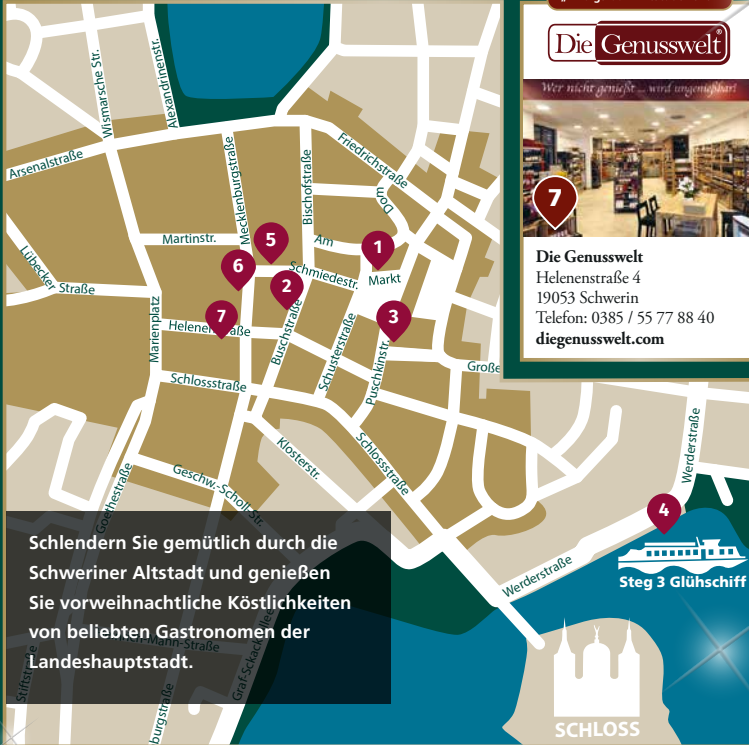 Die Genusswelt®
Wer nicht genießt ... wird ungenießbar!
7
Die Genusswelt
Helenenstraße 4
19053 Schwerin
Telefon: 0385 / 55 77 88 40
diegenusswelt.com
Wismarsche Str.
Alexandrinenstr.
Arsenalstraße
Mecklenburgstraße
Bischofstraße
Friedrichstraße
Am
Dom
Martinstr.
5
1
6
2
Schmiedestr.
Markt
Lübecker Straße
Marienplatz
7
Helenenstraße
3
Buschstraße
Schusterstraße
Puschkinstr.
Große
Schlossstraße
Klosterstr.
Schlossstraße
Geschw.-Scholl-Str.
Goethestraße
Werderstraße
4
Steg 3 Glühschiff
Werderstraße
SCHLOSS
Schlendern Sie gemütlich durch die
Schweriner Altstadt und genießen
Sie vorweihnachtliche Köstlichkeiten
von beliebten Gastronomen der
Landeshauptstadt.
Stiftstraße
burgstraße